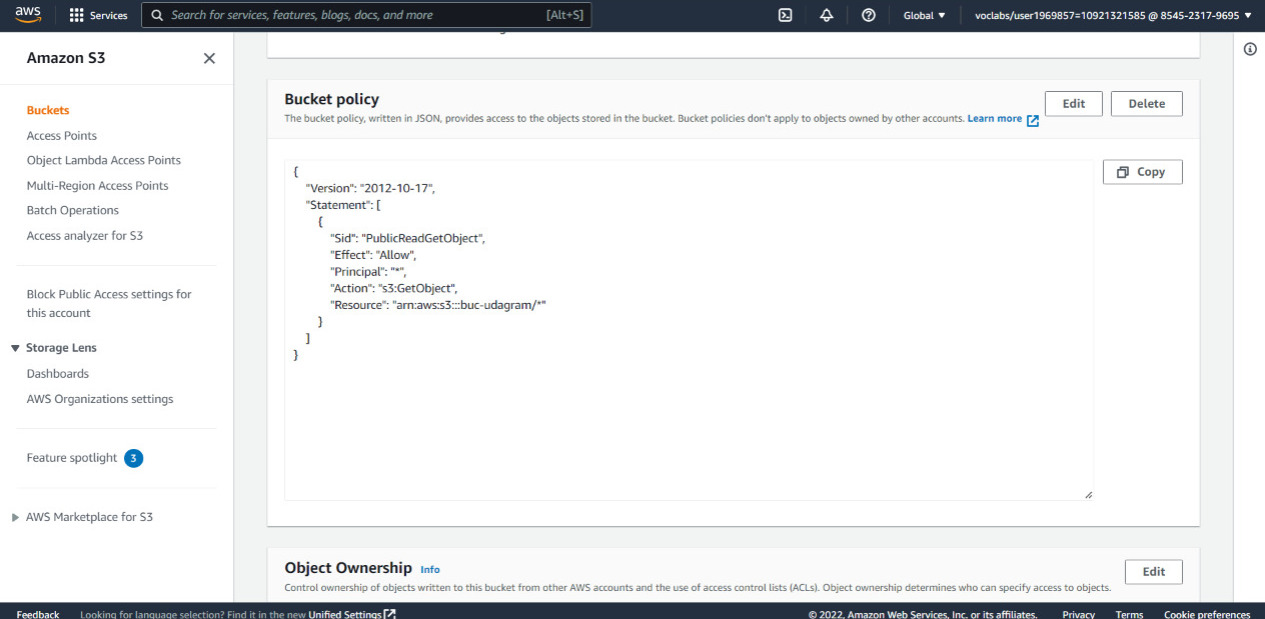 aws
Services
Search for services, features, blogs, docs, and more
[Alt+S]
Global
voclabs/user1969857=10921321585 @ 8545-2317-9695
Amazon S3
Buckets
Access Points
Object Lambda Access Points
Multi-Region Access Points
Batch Operations
Access analyzer for S3
Block Public Access settings for
this account
Storage Lens
Dashboards
AWS Organizations settings
Feature spotlight 3
AWS Marketplace for S3
Bucket policy
The bucket policy, written in JSON, provides access to the objects stored in the bucket. Bucket policies don't apply to objects owned by other accounts. Learn more
Edit
Delete
Copy
{
"Version": "2012-10-17",
"Statement": [
{
"Sid": "PublicReadGetObject",
"Effect": "Allow",
"Principal": "*",
"Action": "s3:GetObject",
"Resource": "arn:aws:s3:::buc-udagram/*"
}
]
}
Object Ownership Info
Control ownership of objects written to this bucket from other AWS accounts and the use of access control lists (ACLs). Object ownership determines who can specify access to objects.
Edit
Feedback
Looking for language selection? Find it in the new Unified Settings
© 2022, Amazon Web Services, Inc. or its affiliates.
Privacy
Terms
Cookie preferences